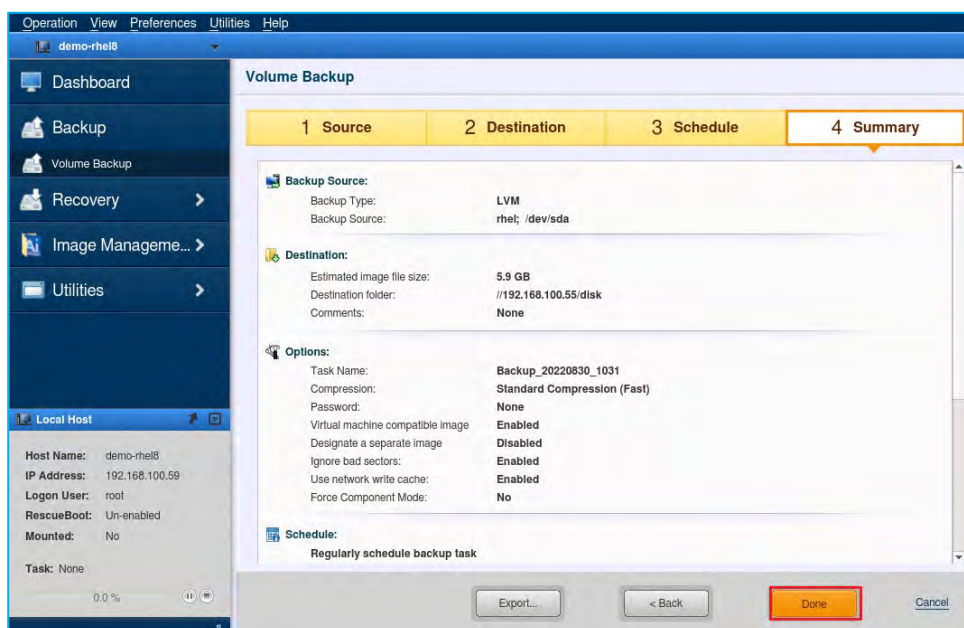 Operation View Preferences Utilities Help
demo-rhel8
Dashboard
Backup
Volume Backup
Recovery
Image Manageme...
Utilities
Local Host
Host Name: demo-rhel8
IP Address: 192.168.100.59
Logon User: root
RescueBoot: Un-enabled
Mounted: No
Task: None
0.0 %
Volume Backup
1 Source 2 Destination 3 Schedule 4 Summary
Backup Source:
Backup Type: LVM
Backup Source: rhel; /dev/sda
Destination:
Estimated image file size: 5.9 GB
Destination folder: //192.168.100.55/disk
Comments: None
Options:
Task Name: Backup_20220830_1031
Compression: Standard Compression (Fast)
Password: None
Virtual machine compatible image Enabled
Designate a separate image Disabled
Ignore bad sectors: Enabled
Use network write cache: Enabled
Force Component Mode: No
Schedule:
Regularly schedule backup task
Export... < Back Done Cancel